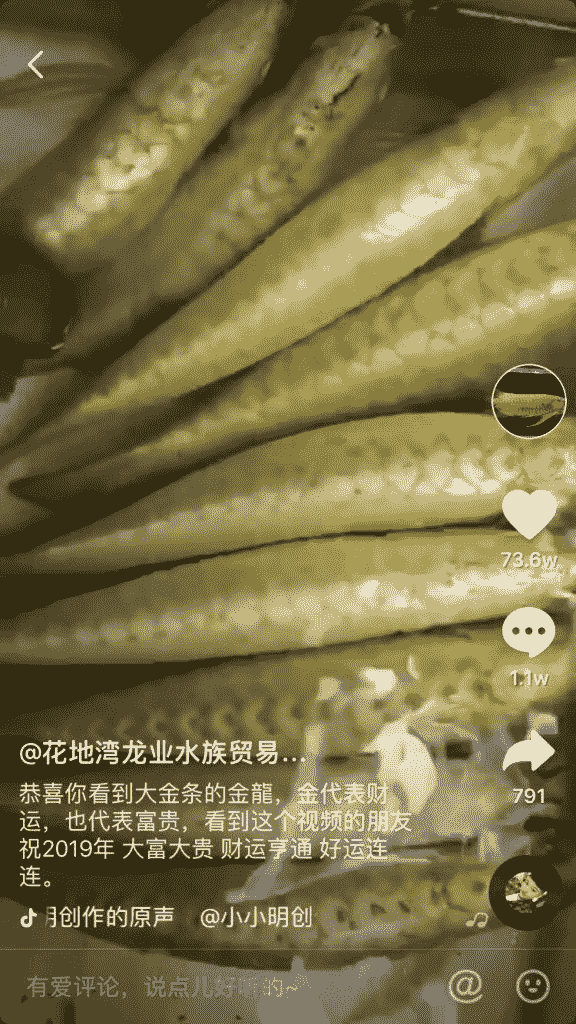 73.6w
1.1w
791
@花地湾龙业水族贸易...
恭喜你看到大金条的金龍，金代表财
运，也代表富贵，看到这个视频的朋友
祝2019年 大富大贵 财运亨通 好运连
连。
创作的原声 @小小明创
有爱评论，说点儿好听的~